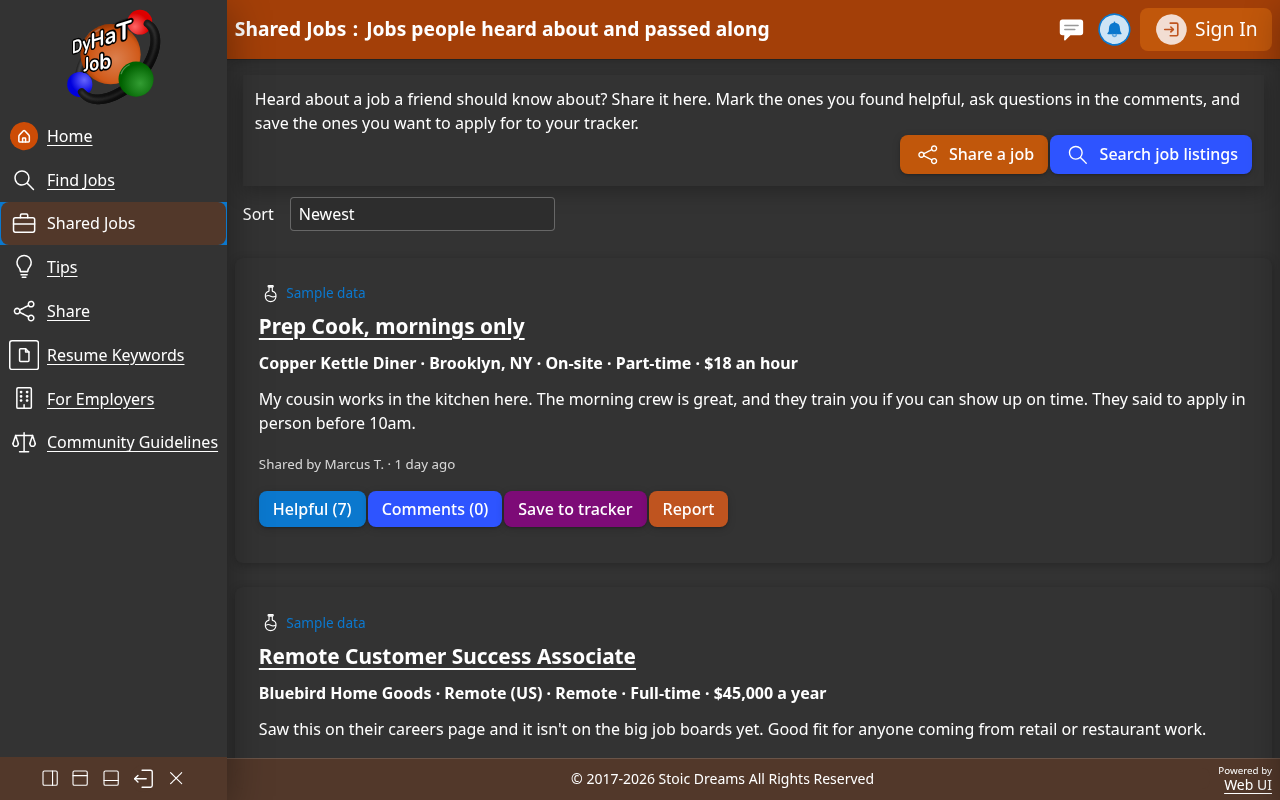 DyHaT
Job
Home
Find Jobs
Shared Jobs
Tips
Share
Resume Keywords
For Employers
Community Guidelines
Shared Jobs : Jobs people heard about and passed along
Sign In
Heard about a job a friend should know about? Share it here. Mark the ones you found helpful, ask questions in the comments, and
save the ones you want to apply for to your tracker.
Share a job
Search job listings
Sort
Newest
Sample data
Prep Cook, mornings only
Copper Kettle Diner · Brooklyn, NY · On-site · Part-time · $18 an hour
My cousin works in the kitchen here. The morning crew is great, and they train you if you can show up on time. They said to apply in
person before 10am.
Shared by Marcus T. · 1 day ago
Helpful (7)
Comments (0)
Save to tracker
Report
Sample data
Remote Customer Success Associate
Bluebird Home Goods · Remote (US) · Remote · Full-time · $45,000 a year
Saw this on their careers page and it isn't on the big job boards yet. Good fit for anyone coming from retail or restaurant work.
© 2017-2026 Stoic Dreams All Rights Reserved
Powered by
Web UI